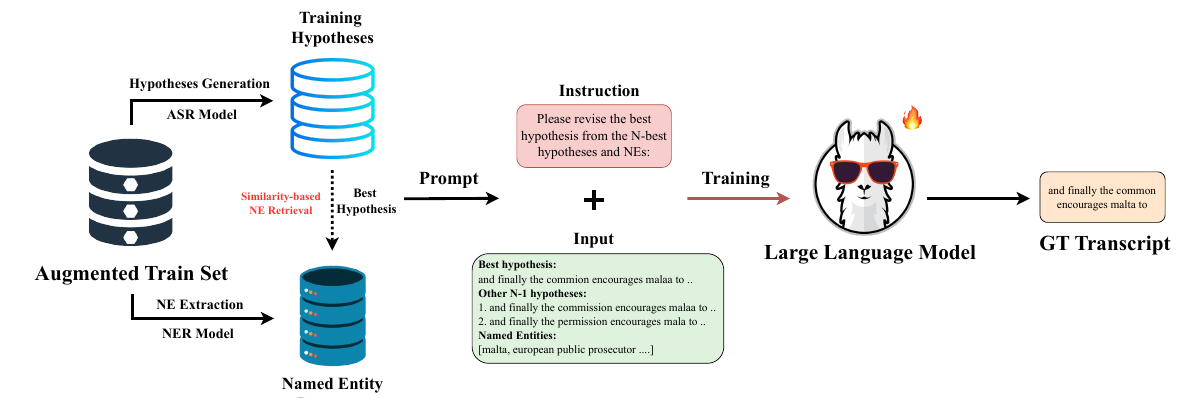 Training
Hypotheses
Hypotheses Generation
ASR Model
Augmented Train Set
NE Extraction
NER Model
Similarity-based
NE Retrieval
Best
Hypothesis
Named Entity
Prompt
Instruction
Please revise the best
hypothesis from the N-best
hypotheses and NEs:
+
Input
Best hypothesis:
and finally the commion encourages malaa to ..
Other N-1 hypotheses:
1. and finally the commission encourages malaa to ..
2. and finally the permission encourages mala to ..
Named Entities:
[malta, european public prosecutor ....]
Training
Large Language Model
and finally the common
encourages malta to
GT Transcript